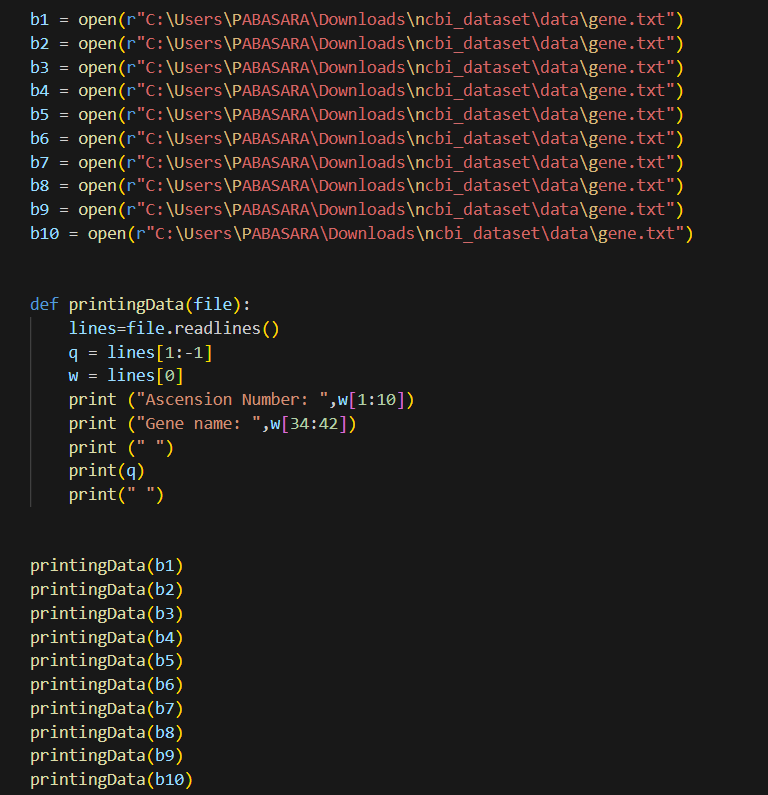 b1 = open(r"C:\Users\PABASARA\Downloads\ncbi_dataset\data\gene.txt")
b2 = open(r"C:\Users\PABASARA\Downloads\ncbi_dataset\data\gene.txt")
b3 = open(r"C:\Users\PABASARA\Downloads\ncbi_dataset\data\gene.txt")
b4 = open(r"C:\Users\PABASARA\Downloads\ncbi_dataset\data\gene.txt")
b5 = open(r"C:\Users\PABASARA\Downloads\ncbi_dataset\data\gene.txt")
b6 = open(r"C:\Users\PABASARA\Downloads\ncbi_dataset\data\gene.txt")
b7 = open(r"C:\Users\PABASARA\Downloads\ncbi_dataset\data\gene.txt")
b8 = open(r"C:\Users\PABASARA\Downloads\ncbi_dataset\data\gene.txt")
b9 = open(r"C:\Users\PABASARA\Downloads\ncbi_dataset\data\gene.txt")
b10 = open(r"C:\Users\PABASARA\Downloads\ncbi_dataset\data\gene.txt")
def printingData(file):
    lines=file.readlines()
    q = lines[1:-1]
    w = lines[0]
    print ("Ascension Number: ",w[1:10])
    print ("Gene name: ",w[34:42])
    print (" ")
    print(q)
    print(" ")
printingData(b1)
printingData(b2)
printingData(b3)
printingData(b4)
printingData(b5)
printingData(b6)
printingData(b7)
printingData(b8)
printingData(b9)
printingData(b10)